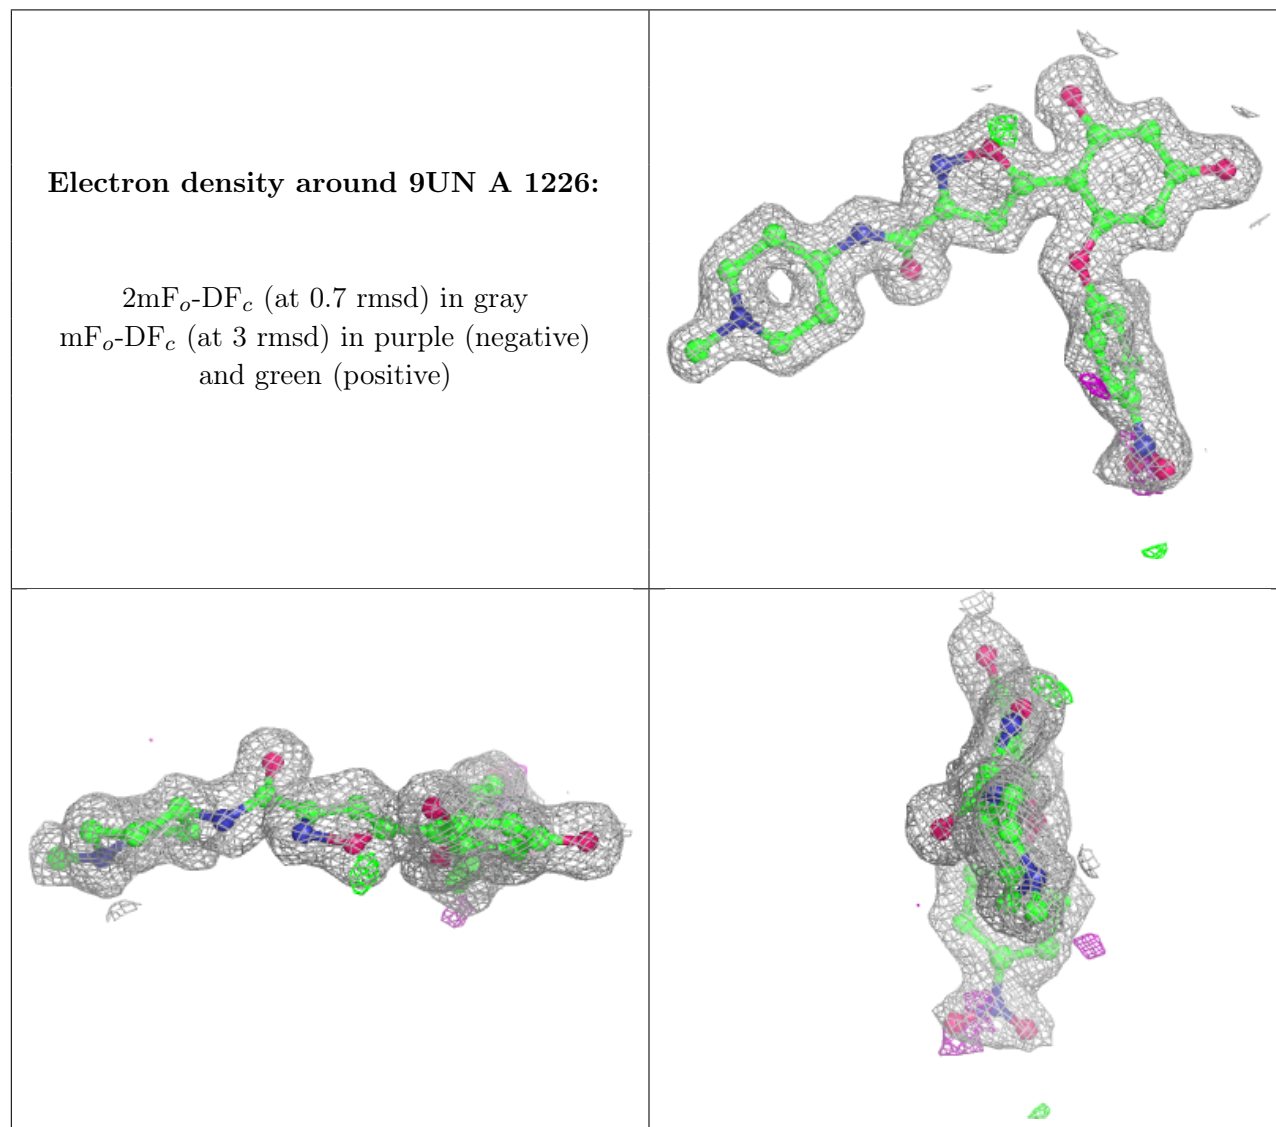 Electron density around 9UN A 1226:
2mFo-DFc (at 0.7 rmsd) in gray
mFo-DFc (at 3 rmsd) in purple (negative)
and green (positive)